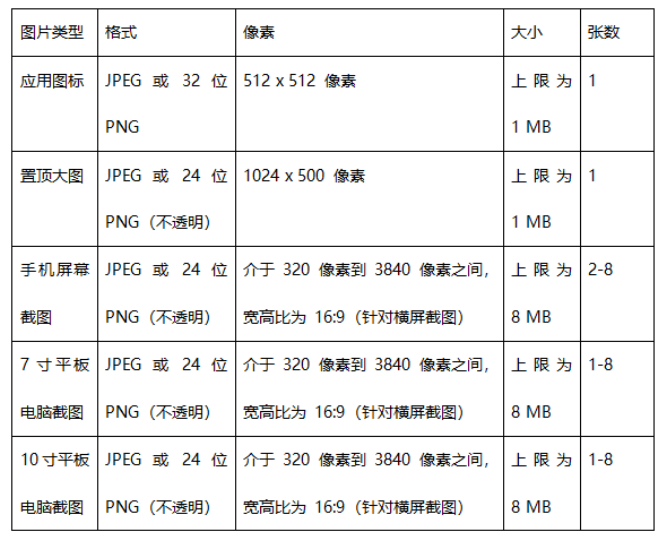 图片类型 格式 像素 大小 张数
应用图标 JPEG 或 32 位 PNG 512 x 512 像素 上限为 1 MB 1
置顶大图 JPEG 或 24 位 PNG（不透明） 1024 x 500 像素 上限为 1 MB 1
手机屏幕截图 JPEG 或 24 位 PNG（不透明） 介于 320 像素到 3840 像素之间，宽高比为 16:9（针对横屏截图） 上限为 8 MB 2-8
7 寸平板电脑截图 JPEG 或 24 位 PNG（不透明） 介于 320 像素到 3840 像素之间，宽高比为 16:9（针对横屏截图） 上限为 8 MB 1-8
10 寸平板电脑截图 JPEG 或 24 位 PNG（不透明） 介于 320 像素到 3840 像素之间，宽高比为 16:9（针对横屏截图） 上限为 8 MB 1-8